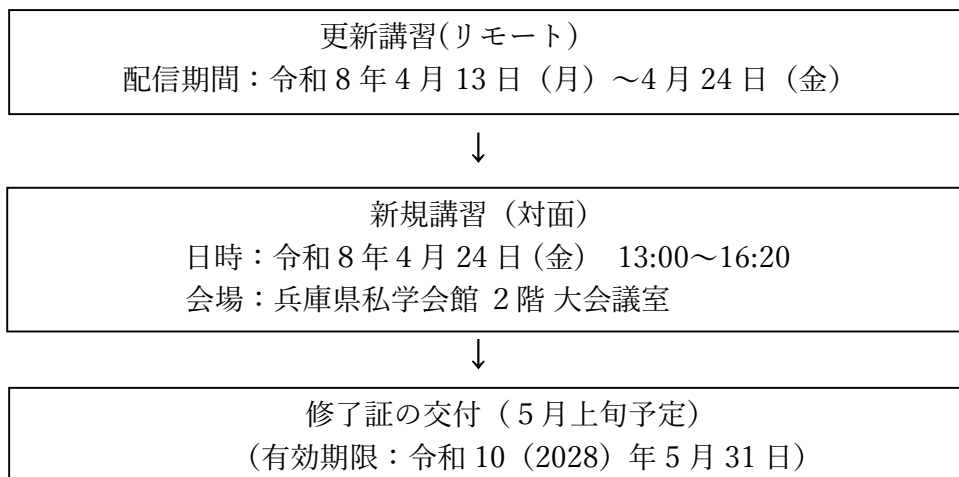 更新講習(リモート)
配信期間：令和８年４月 13 日（月）～4 月 24 日（金）
↓
新規講習（対面）
日時：令和８年４月 24 日(金)　13:00～16:20
会場：兵庫県私学会館 ２階 大会議室
↓
修了証の交付（５月上旬予定）
（有効期限：令和 10（2028）年５月 31 日）